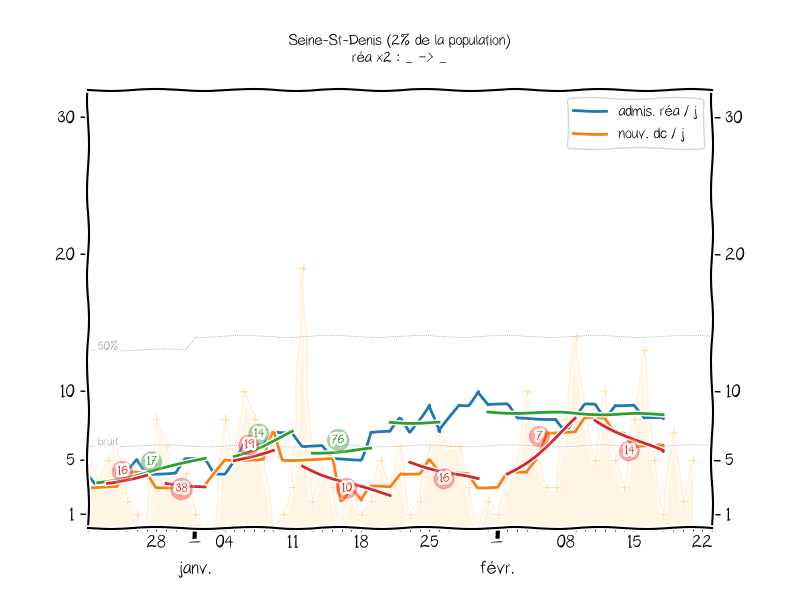 Seine-St-Denis (2% de la population)
réa x2 : _ -> _
admis. réa / j
nouv. dc / j
30 30
20 20
50%
10 10
bruit
5 5
1 1
16 17 38 19 14 76 10 16 7 14
28 04 11 18 25 08 15 22
janv. févr.